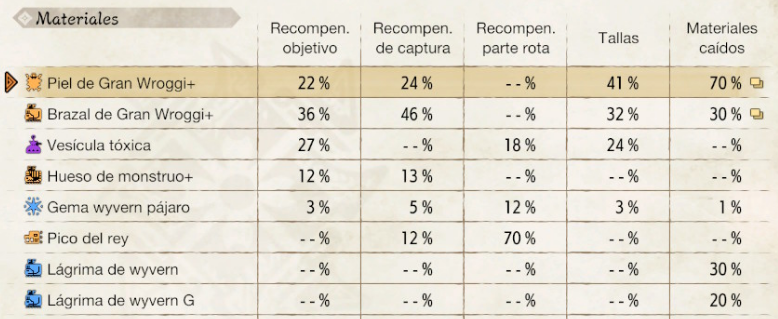 Materiales
Recompen. objetivo Recompen. de captura Recompen. parte rota Tallas Materiales caídos
Piel de Gran Wroggi+ 22 % 24 % - - % 41 % 70 %
Brazal de Gran Wroggi+ 36 % 46 % - - % 32 % 30 %
Vesícula tóxica 27 % - - % 18 % 24 % - - %
Hueso de monstruo+ 12 % 13 % - - % - - % - - %
Gema wyvern pájaro 3 % 5 % 12 % 3 % 1 %
Pico del rey - - % 12 % 70 % - - % - - %
Lágrima de wyvern - - % - - % - - % - - % 30 %
Lágrima de wyvern G - - % - - % - - % - - % 20 %